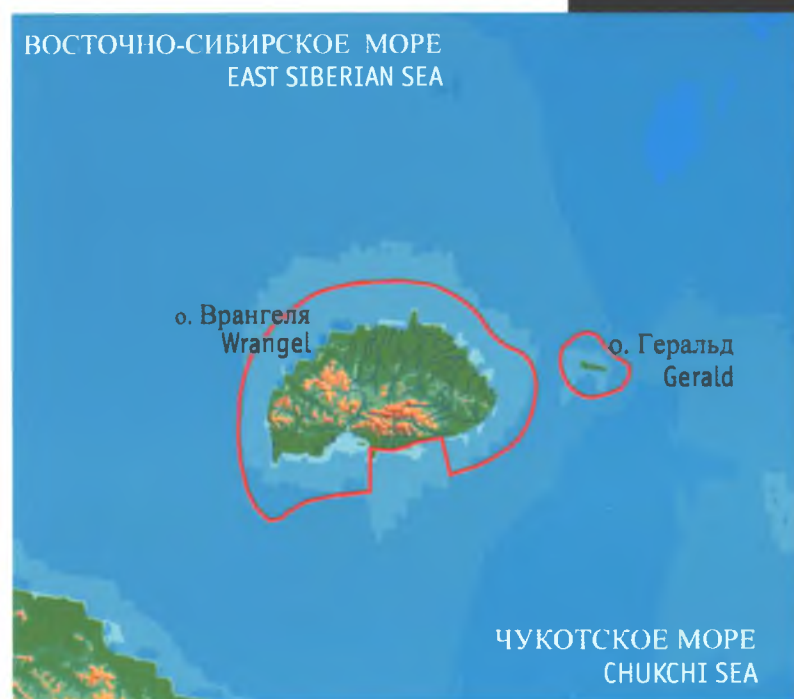 ВОСТОЧНО-СИБИРСКОЕ МОРЕ
EAST SIBERIAN SEA
о. Врангеля
Wrangel
о. Геральд
Gerald
ЧУКОТСКОЕ МОРЕ
CHUKCHI SEA